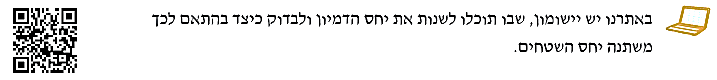 באתרנו יש יישומון, שבו תוכלו לשנות את יחס הדמיון ולבדוק כיצד בהתאם לכך
משתנה יחס השטחים.